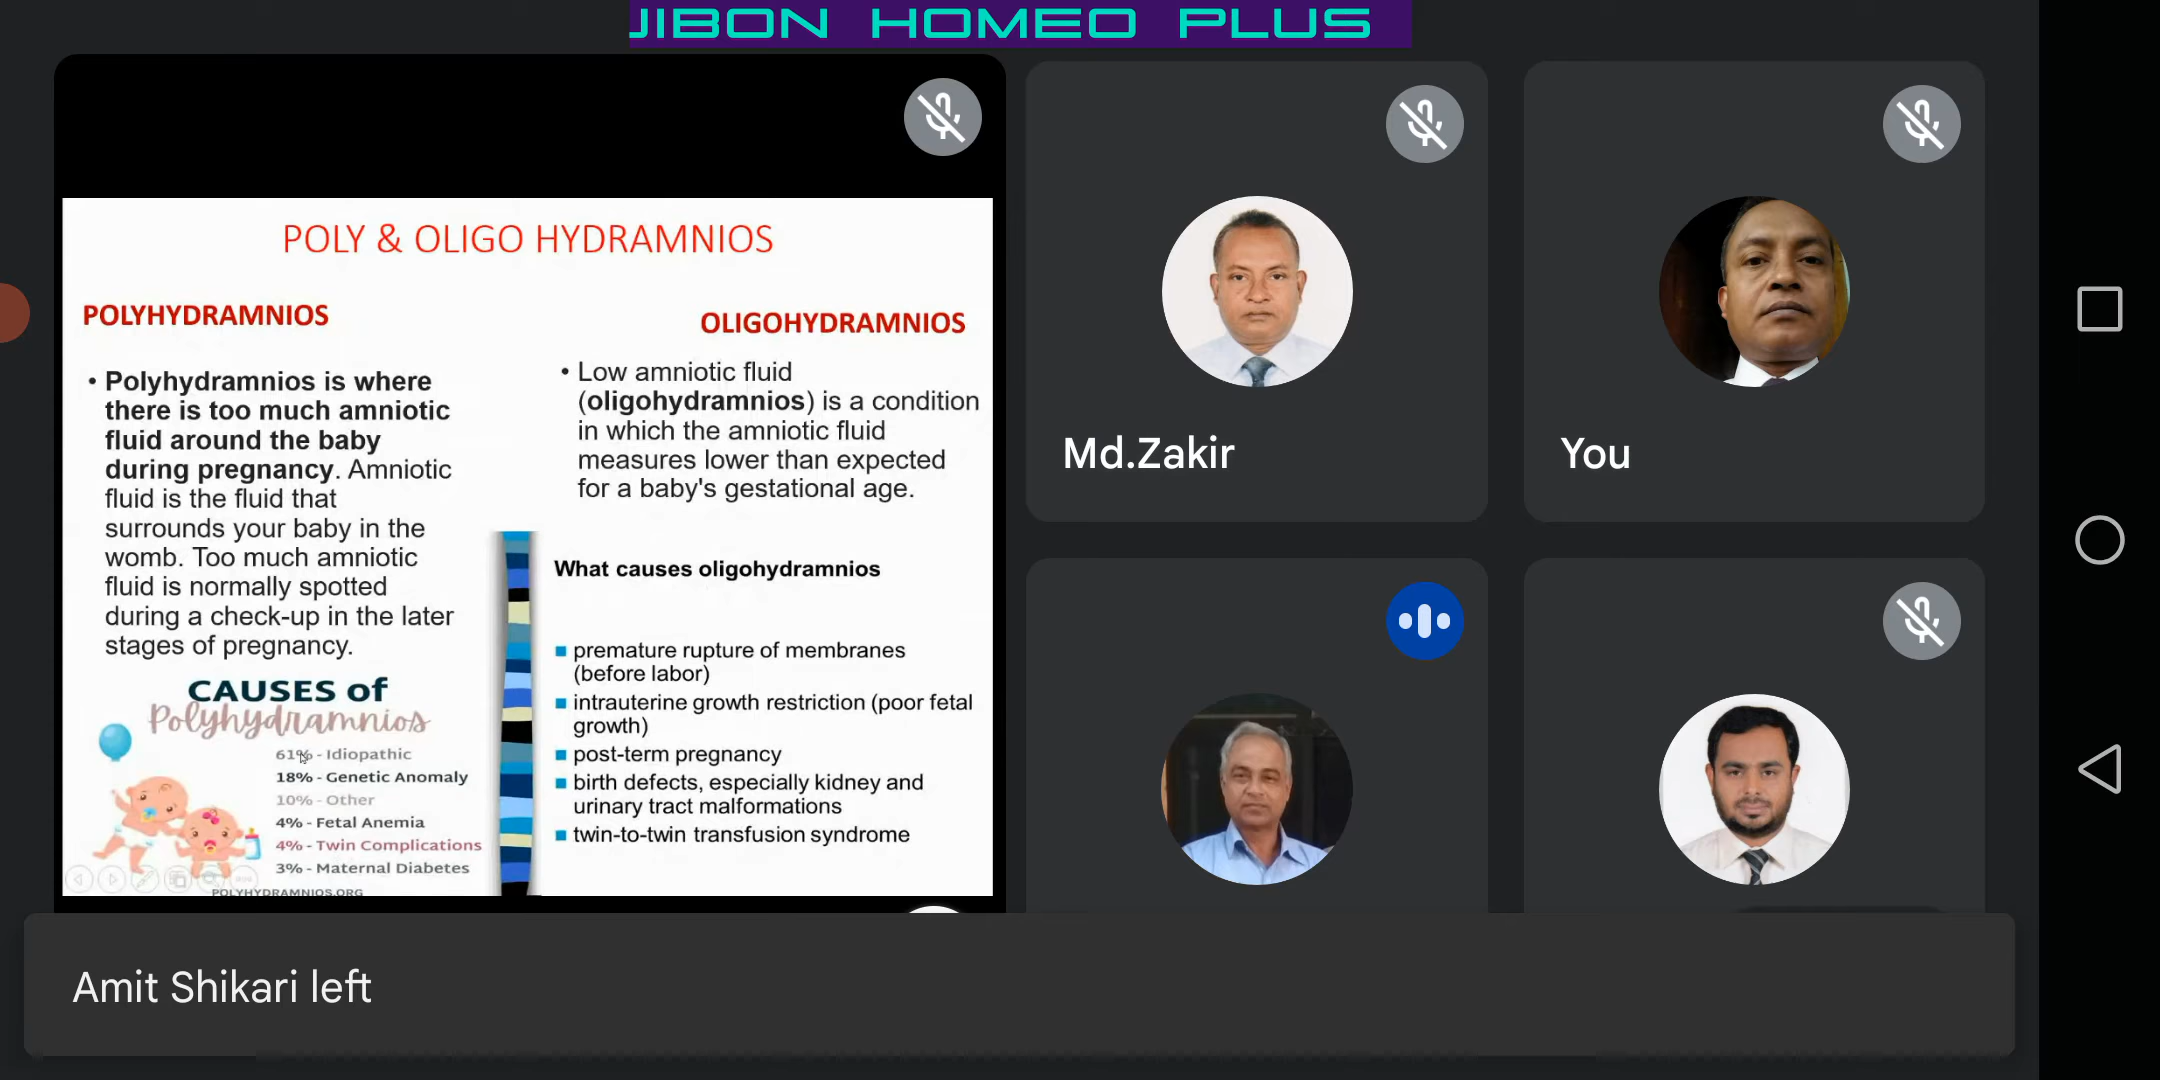 JIBON HOMEO PLUS
POLY & OLIGO HYDRAMNIOS
POLYHYDRAMNIOS
• Polyhydramnios is where
there is too much amniotic
fluid around the baby
during pregnancy. Amniotic
fluid is the fluid that
surrounds your baby in the
womb. Too much amniotic
fluid is normally spotted
during a check-up in the later
stages of pregnancy.
CAUSES of
Polyhydramnios
61% - Idiopathic
18% - Genetic Anomaly
10% - Other
4% - Fetal Anemia
4% - Twin Complications
3% - Maternal Diabetes
POLYHYDRAMNIOS.ORG
OLIGOHYDRAMNIOS
• Low amniotic fluid
(oligohydramnios) is a condition
in which the amniotic fluid
measures lower than expected
for a baby's gestational age.
What causes oligohydramnios
premature rupture of membranes
(before labor)
intrauterine growth restriction (poor fetal
growth)
post-term pregnancy
birth defects, especially kidney and
urinary tract malformations
twin-to-twin transfusion syndrome
Md.Zakir
You
Amit Shikari left